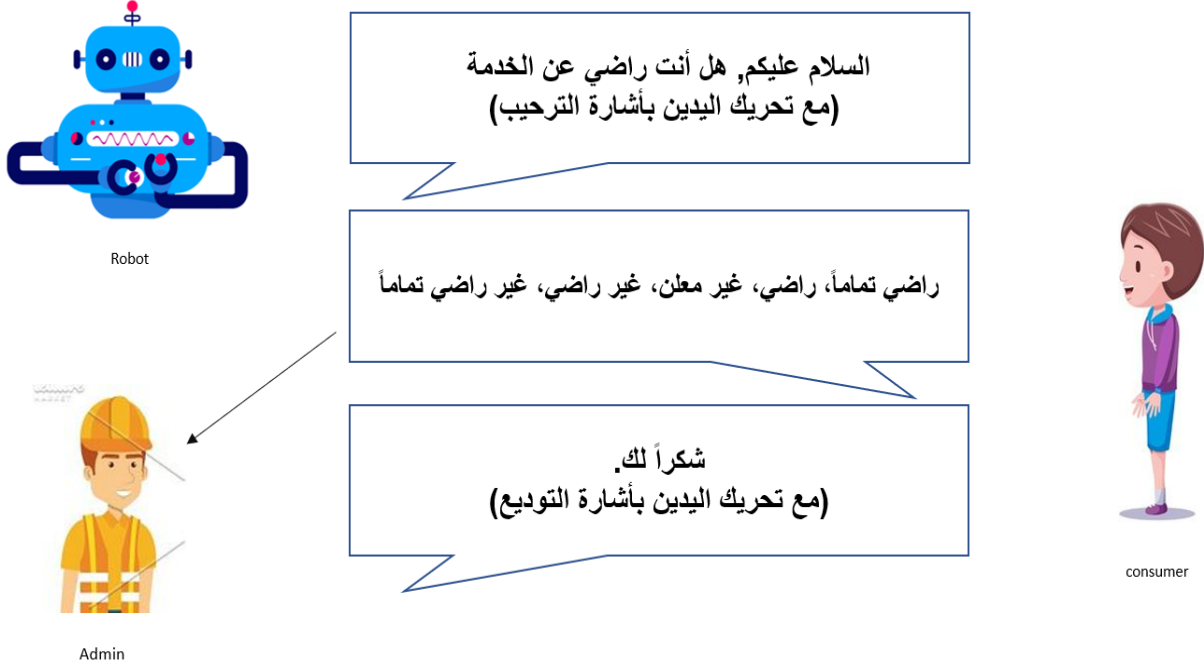 السلام عليكم, هل أنت راضي عن الخدمة
(مع تحريك اليدين بأشارة الترحيب)
Robot
راضي تماماً، راضي، غير معلن، غير راضي، غير راضي تماماً
شكراً لك.
(مع تحريك اليدين بأشارة التوديع)
consumer
Admin